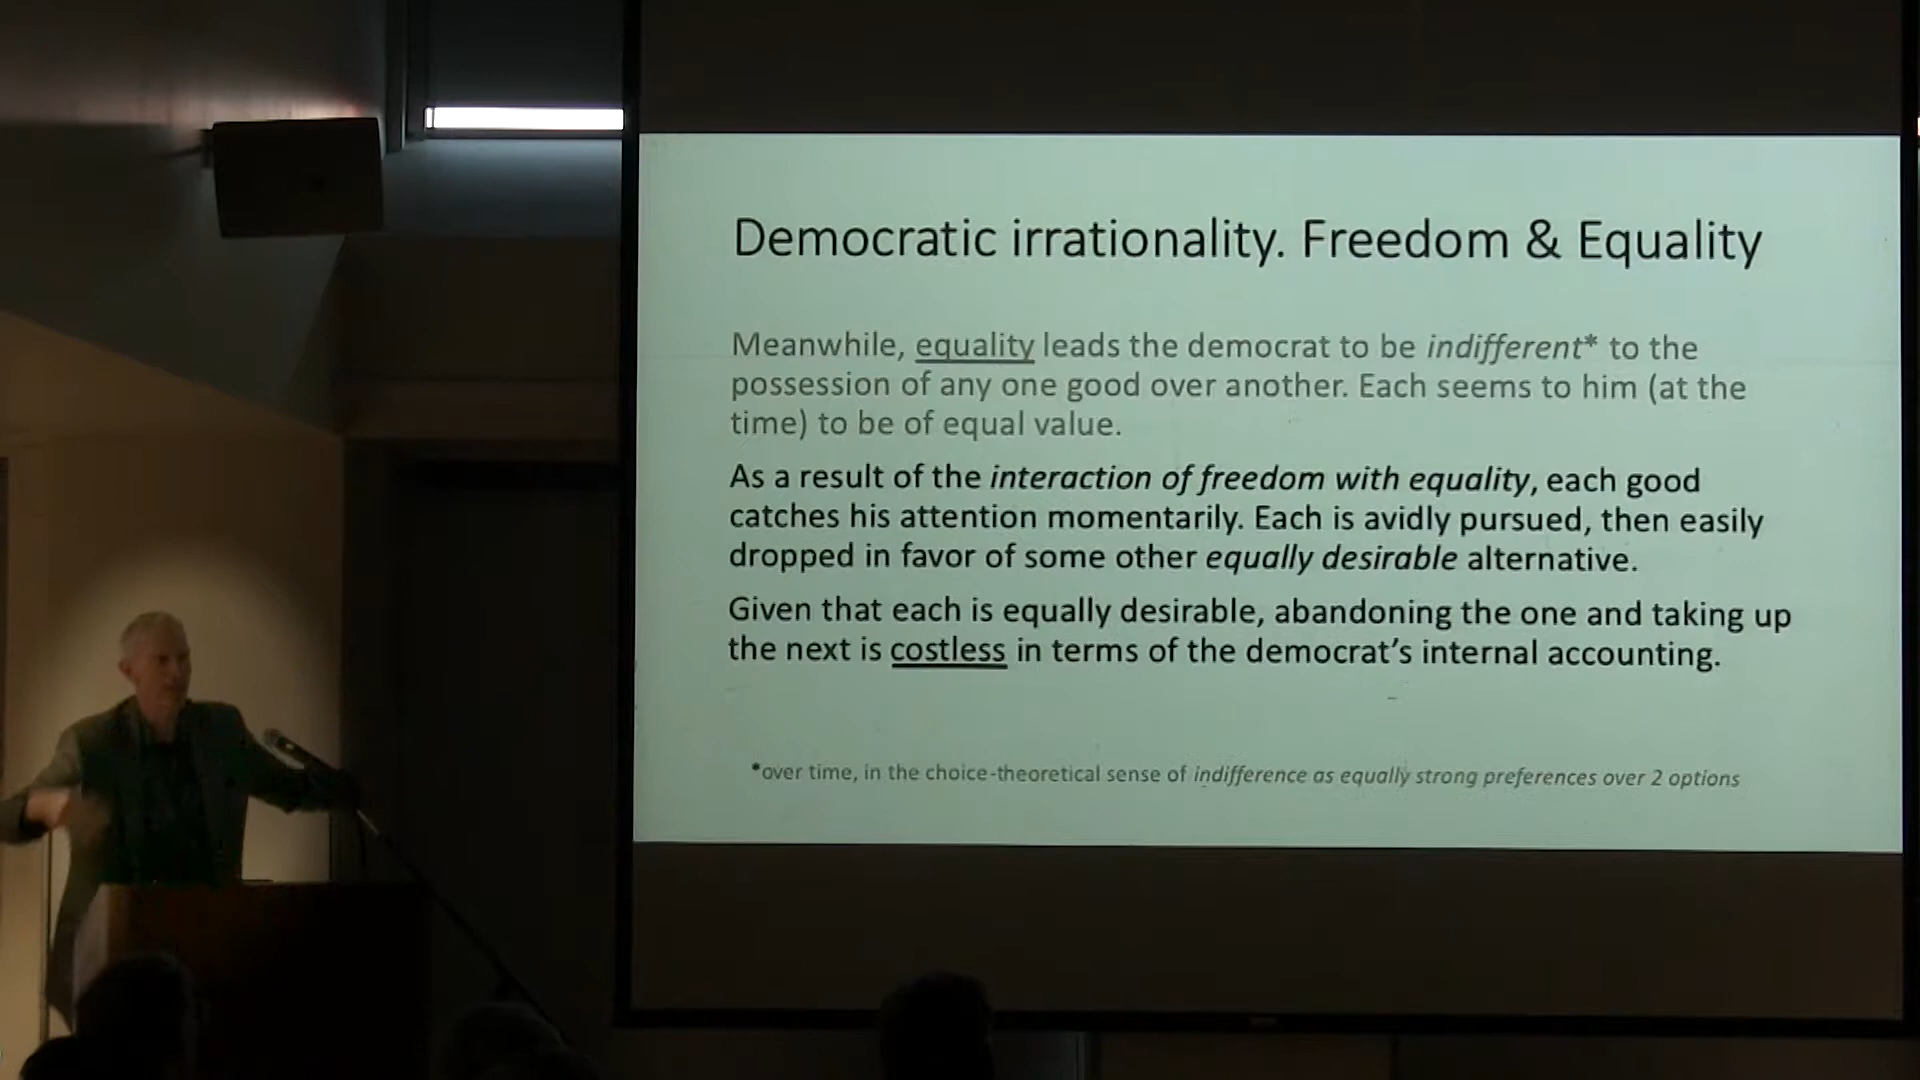 Democratic irrationality. Freedom & Equality
Meanwhile, equality leads the democrat to be indifferent* to the
possession of any one good over another. Each seems to him (at the
time) to be of equal value.
As a result of the interaction of freedom with equality, each good
catches his attention momentarily. Each is avidly pursued, then easily
dropped in favor of some other equally desirable alternative.
Given that each is equally desirable, abandoning the one and taking up
the next is costless in terms of the democrat’s internal accounting.
*over time, in the choice-theoretical sense of indifference as equally strong preferences over 2 options